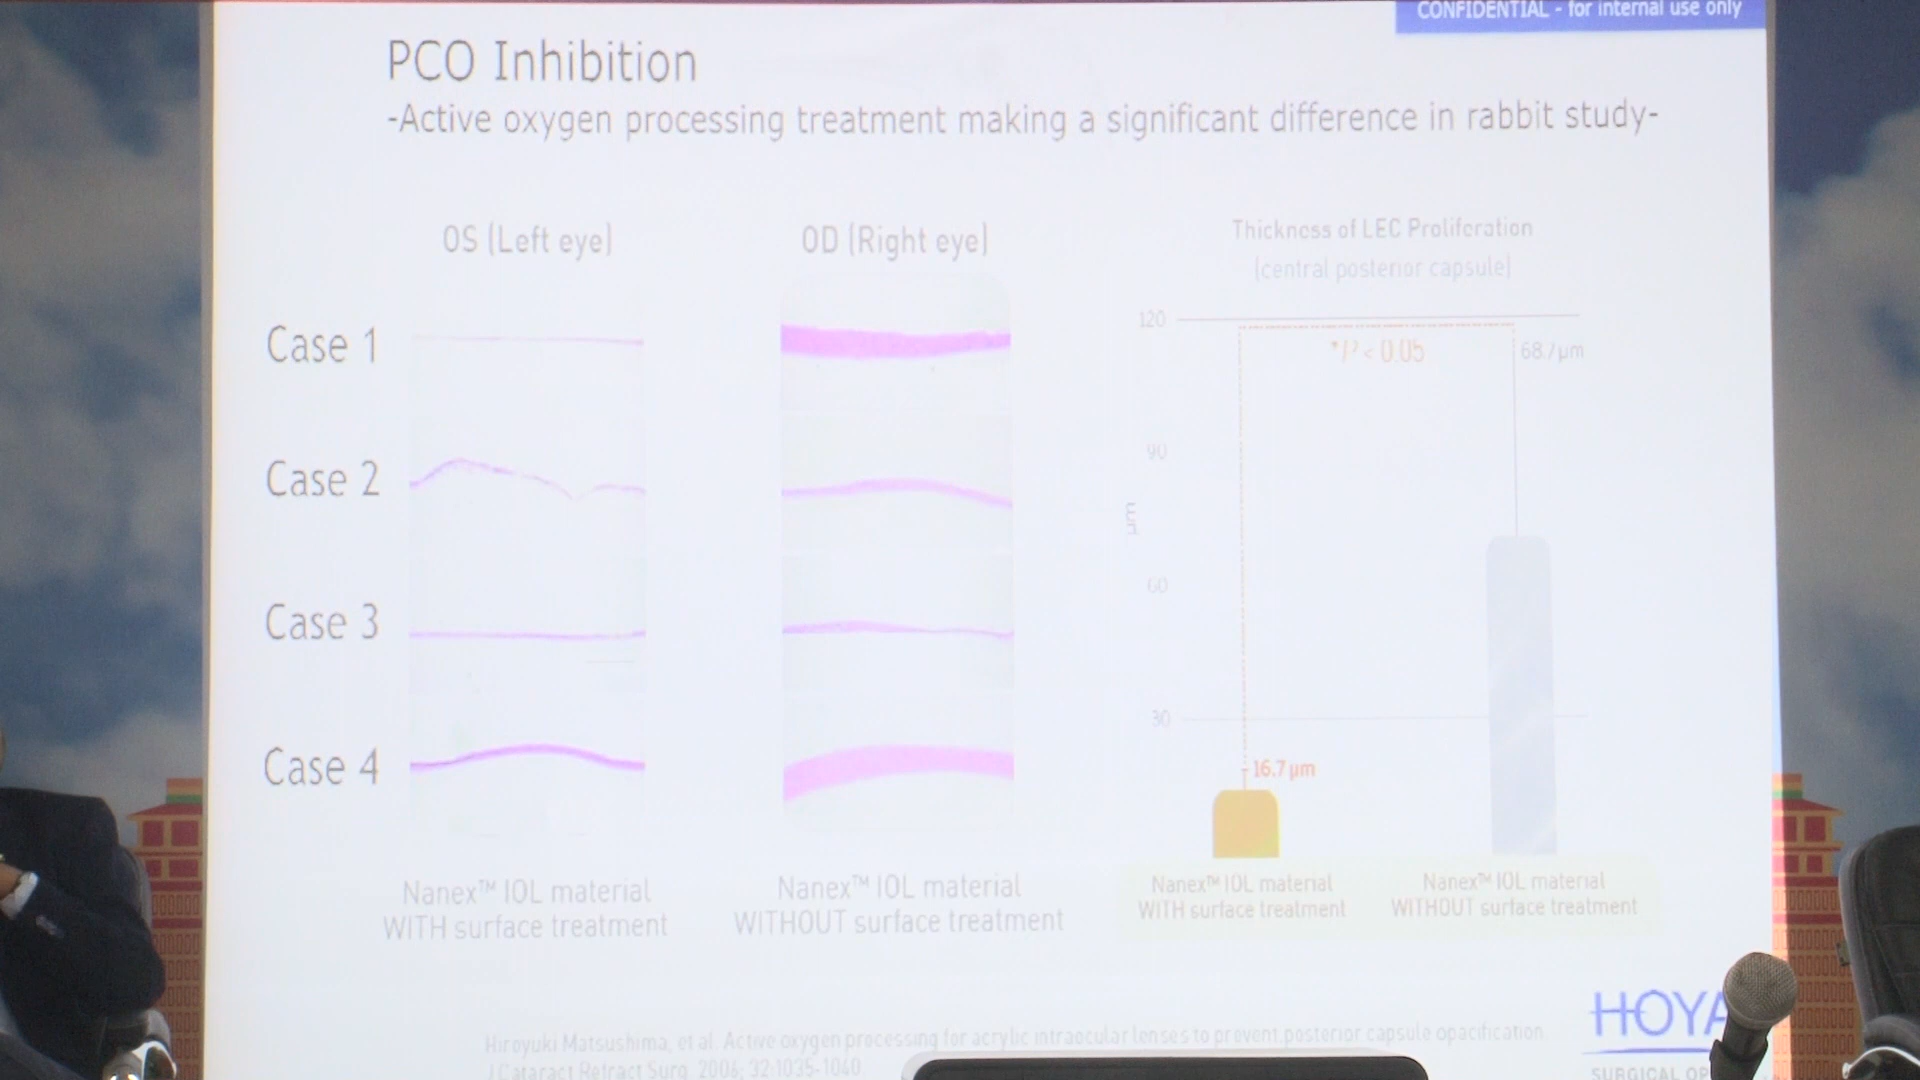 CONFIDENTIAL - for internal use only
PCO Inhibition
-Active oxygen processing treatment making a significant difference in rabbit study-
OS (Left eye)
OD (Right eye)
Case 1
Case 2
Case 3
Case 4
Nanex™ IOL material
WITH surface treatment
Nanex™ IOL material
WITHOUT surface treatment
Thickness of LEC Proliferation
(central posterior capsule)
120
*P < 0.05
68.7μm
90
μm
60
30
16.7 μm
Nanex™ IOL material
WITH surface treatment
Nanex™ IOL material
WITHOUT surface treatment
Hiroyuki Matsushima, et al. Active oxygen processing for acrylic intraocular lenses to prevent posterior capsule opacification.
J Cataract Refract Surg. 2006; 32:1035-1040.
HOYA
SURGICAL OP